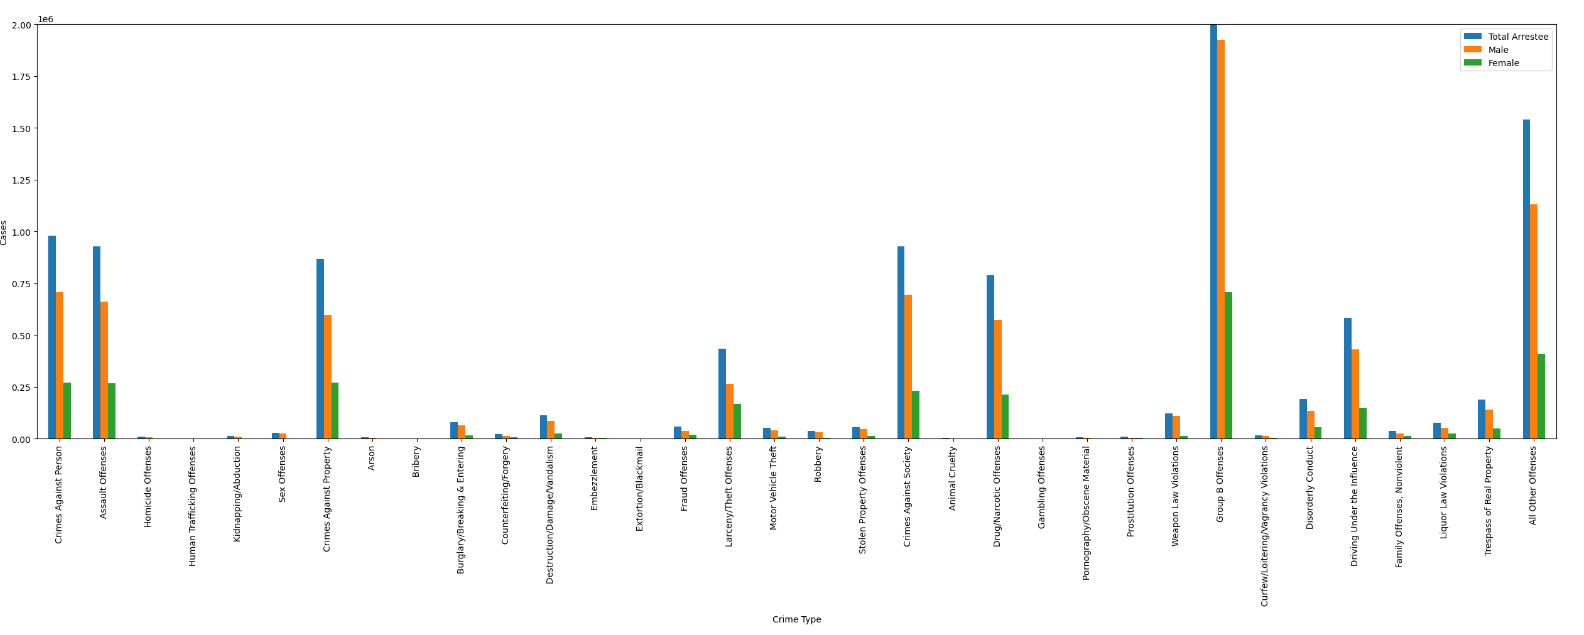 1e6
2.00
1.75
1.50
1.25
1.00
0.75
0.50
0.25
0.00
Cases
Total Arrestee
Male
Female
Crimes Against Person
Assault Offenses
Homicide Offenses
Human Trafficking Offenses
Kidnapping/Abduction
Sex Offenses
Crimes Against Property
Arson
Bribery
Burglary/Breaking & Entering
Counterfeiting/Forgery
Destruction/Damage/Vandalism
Embezzlement
Extortion/Blackmail
Fraud Offenses
Larceny/Theft Offenses
Motor Vehicle Theft
Robbery
Stolen Property Offenses
Crimes Against Society
Animal Cruelty
Drug/Narcotic Offenses
Gambling Offenses
Pornography/Obscene Material
Prostitution Offenses
Weapon Law Violations
Group B Offenses
Curfew/Loitering/Vagrancy Violations
Disorderly Conduct
Driving Under the Influence
Family Offenses, Nonviolent
Liquor Law Violations
Trespass of Real Property
All Other Offenses
Crime Type